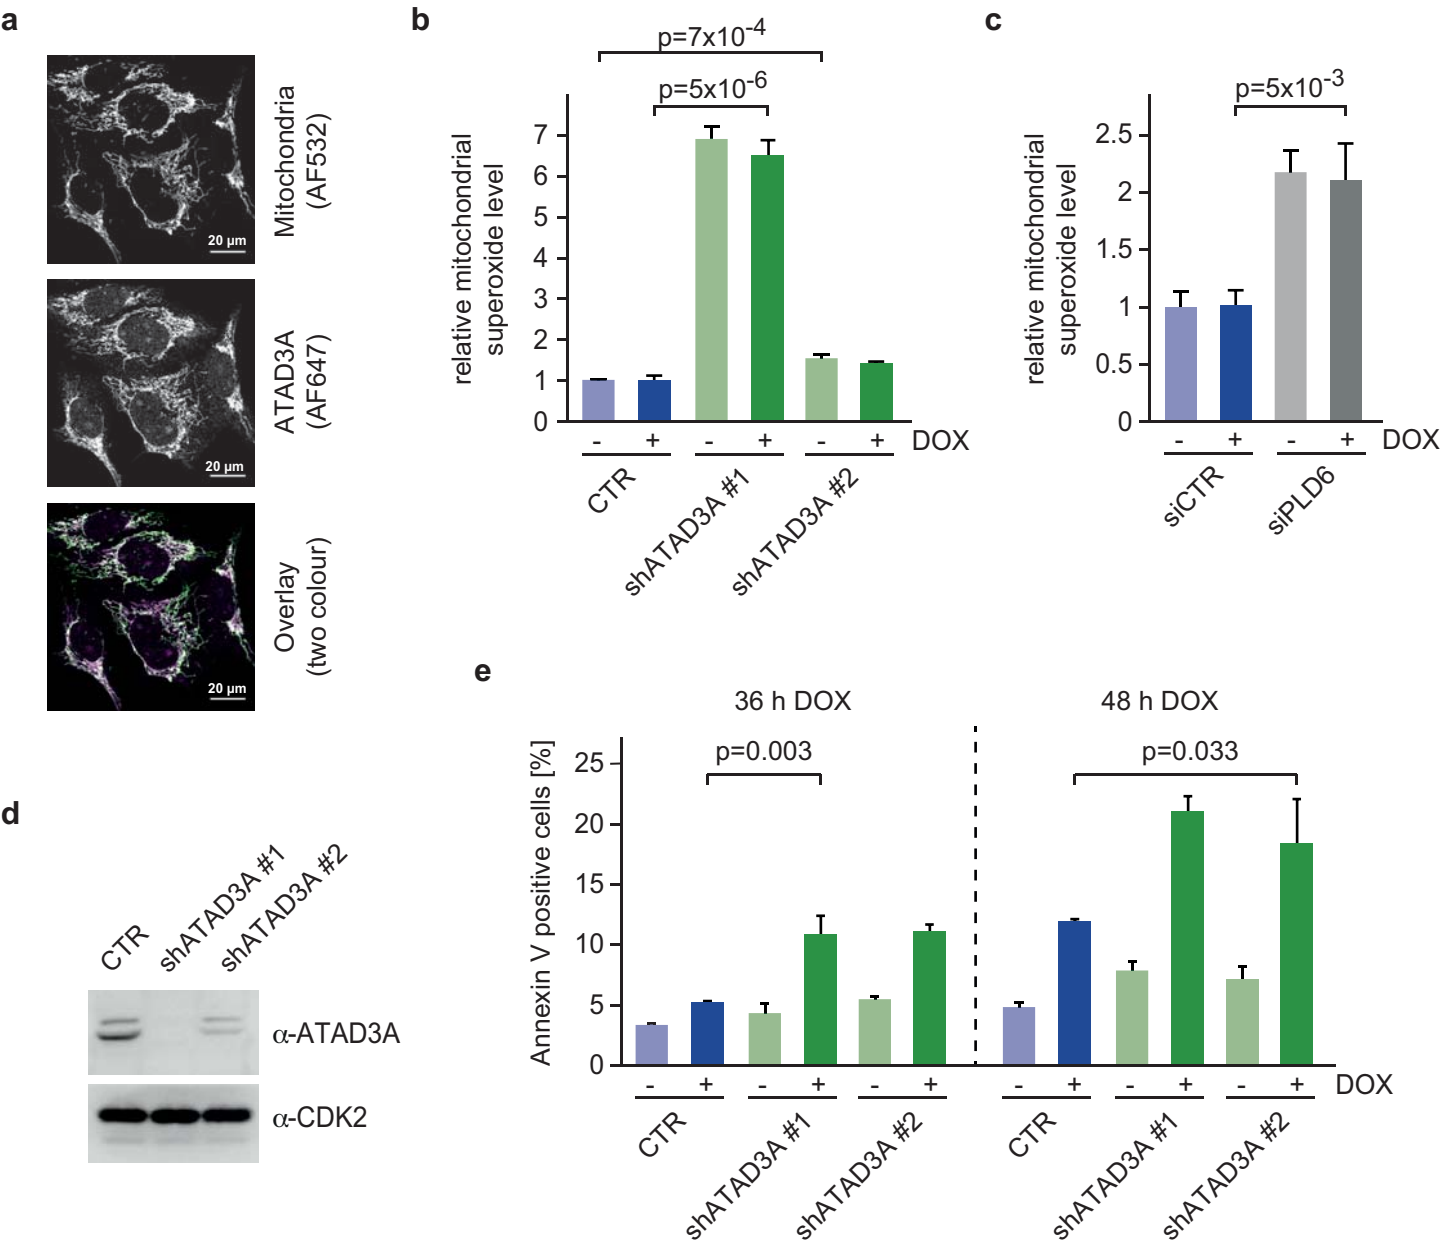 a
Mitochondria
(AF532)
20 µm
ATAD3A
(AF647)
20 µm
Overlay
(two colour)
20 µm
b
p=7x10⁻⁴
p=5x10⁻⁶
relative mitochondrial
superoxide level
7
6
5
4
3
2
1
0
- + - + - + DOX
CTR
shATAD3A #1
shATAD3A #2
c
p=5x10⁻³
relative mitochondrial
superoxide level
2.5
2
1.5
1
0.5
0
- + - + DOX
siCTR
siPLD6
d
CTR
shATAD3A #1
shATAD3A #2
α-ATAD3A
α-CDK2
e
36 h DOX
48 h DOX
p=0.003
p=0.033
Annexin V positive cells [%]
25
20
15
10
5
0
- + - + - + - + - + - + DOX
CTR
shATAD3A #1
shATAD3A #2
CTR
shATAD3A #1
shATAD3A #2